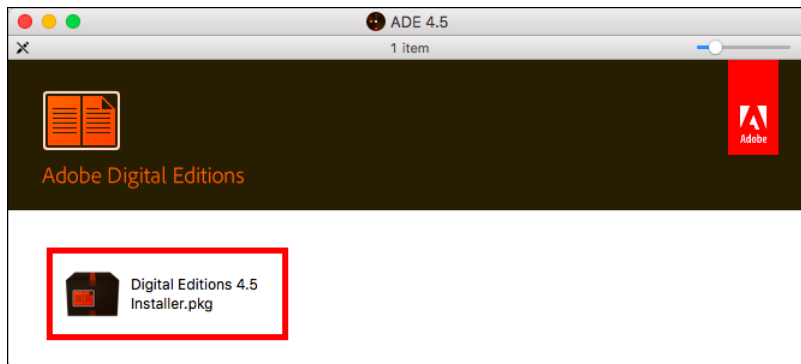 ADE 4.5
1 item
Adobe
Adobe Digital Editions
Digital Editions 4.5
Installer.pkg